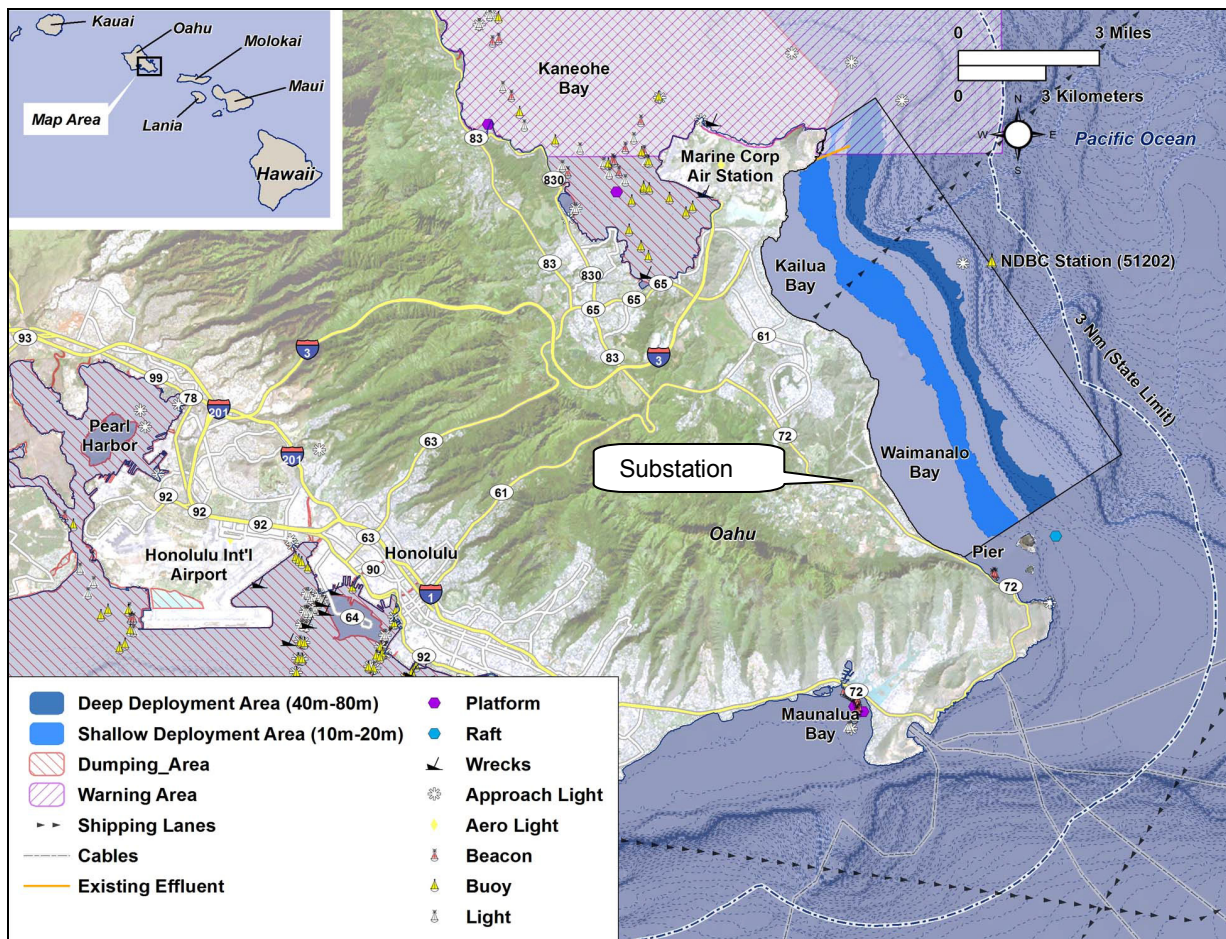 Kauai
Oahu
Molokai
Maui
Map Area
Lania
Hawaii
0
3 Miles
0
3 Kilometers
N
W
E
S
Pacific Ocean
Kaneohe
Bay
83
830
Marine Corp
Air Station
83
830
65
65
65
83
Kailua
Bay
NDBC Station (51202)
3 Nm (State Limit)
61
3
3
93
99
78
201
Pearl
Harbor
201
63
72
61
Waimanalo
Bay
Substation
92
92
92
92
63
Honolulu
Oahu
Honolulu Int'l
Airport
90
1
64
92
Pier
72
72
Maunalua
Bay
Deep Deployment Area (40m-80m)
Shallow Deployment Area (10m-20m)
Dumping_Area
Warning Area
Shipping Lanes
Cables
Existing Effluent
Platform
Raft
Wrecks
Approach Light
Aero Light
Beacon
Buoy
Light